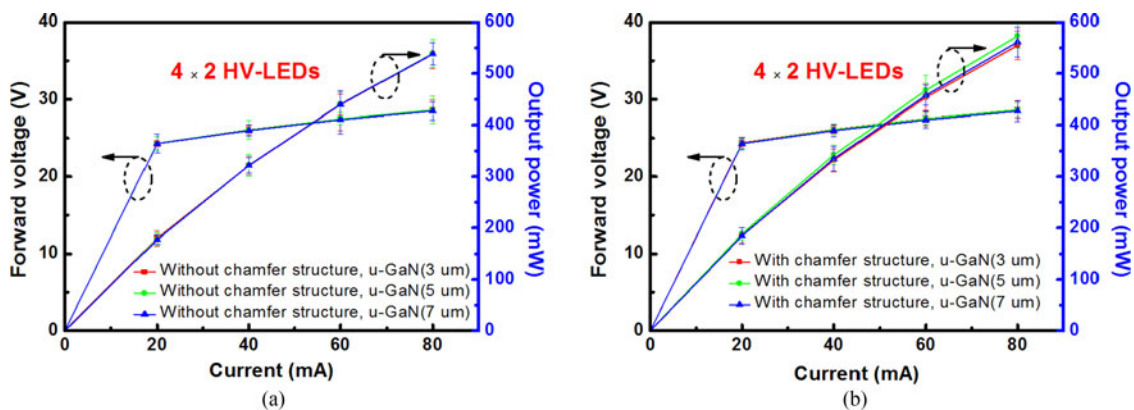 4 × 2 HV-LEDs
Forward voltage (V)
40
30
20
10
0
Output power (mW)
600
500
400
300
200
100
0
Without chamfer structure, u-GaN(3 um)
Without chamfer structure, u-GaN(5 um)
Without chamfer structure, u-GaN(7 um)
0 20 40 60 80
Current (mA)
(a)
4 × 2 HV-LEDs
Forward voltage (V)
40
30
20
10
0
Output power (mW)
600
500
400
300
200
100
0
With chamfer structure, u-GaN(3 um)
With chamfer structure, u-GaN(5 um)
With chamfer structure, u-GaN(7 um)
0 20 40 60 80
Current (mA)
(b)